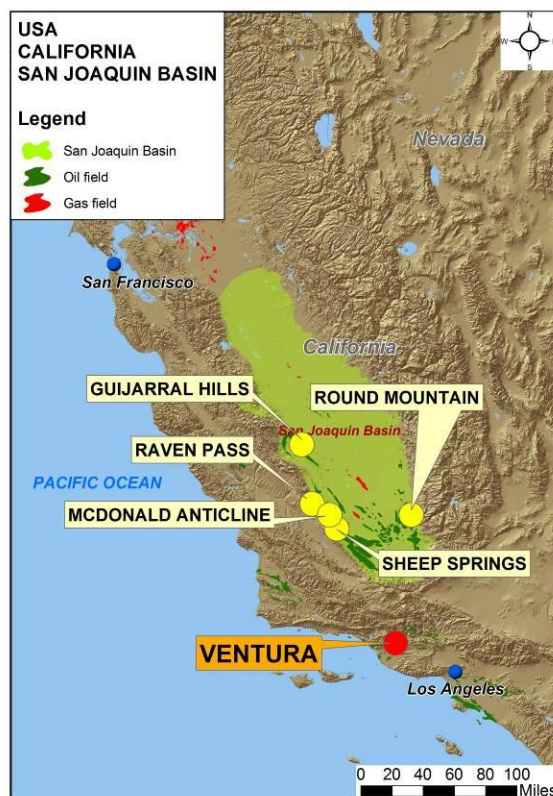 USA
CALIFORNIA
SAN JOAQUIN BASIN
Legend
San Joaquin Basin
Oil field
Gas field
N
W
S
Nevada
San Francisco
California
GUIJARRAL HILLS
ROUND MOUNTAIN
San Joaquin Basin
RAVEN PASS
PACIFIC OCEAN
MCDONALD ANTICLINE
SHEEP SPRINGS
VENTURA
Los Angeles
0 20 40 60 80 100
Miles